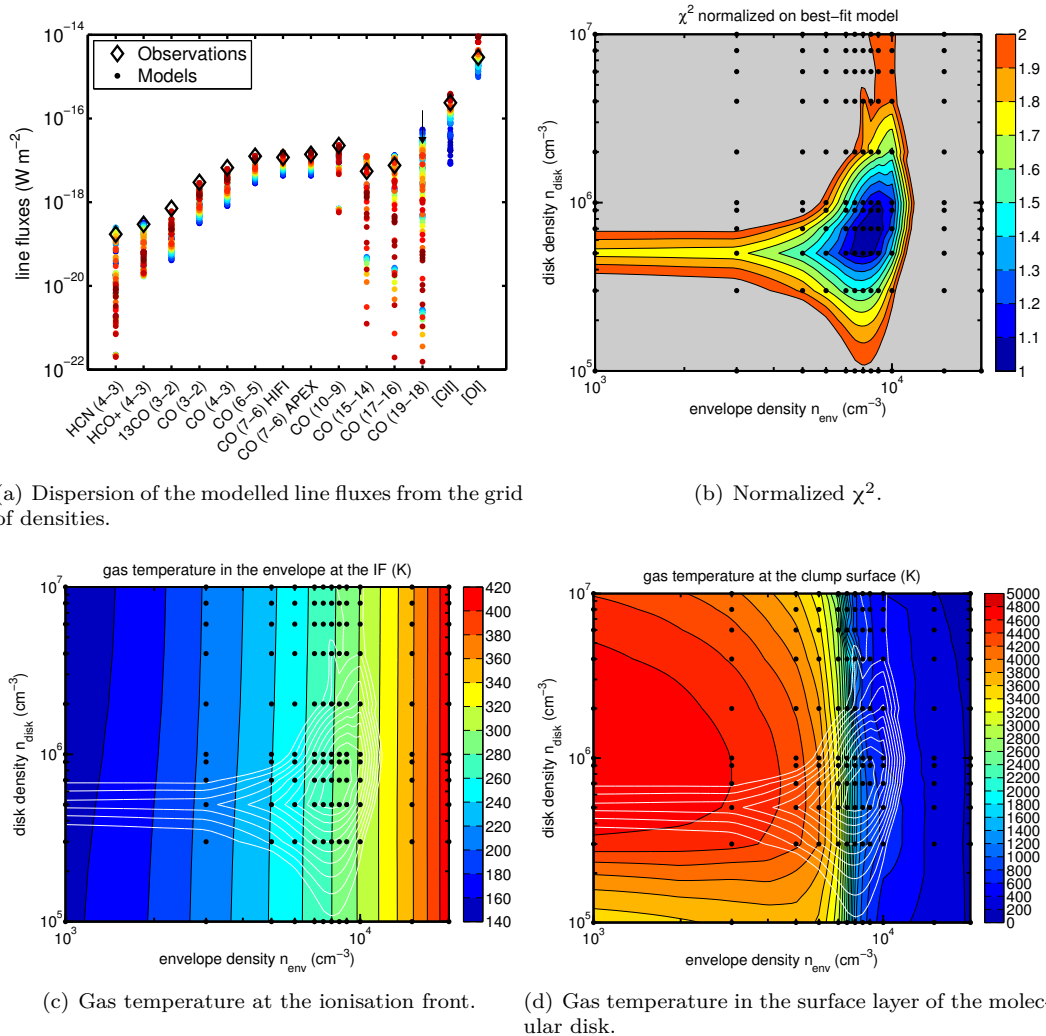 10^−14
10^−16
10^−18
10^−20
10^−22
line fluxes (W m^−2)
Observations
Models
HCN (4−3)
HCO+ (4−3)
13CO (3−2)
CO (3−2)
CO (4−3)
CO (6−5)
CO (7−6) HIFI
CO (7−6) APEX
CO (10−9)
CO (15−14)
CO (17−16)
CO (19−18)
[CII]
[OI]
(a) Dispersion of the modelled line fluxes from the grid
of densities.
χ^2 normalized on best−fit model
10^7
10^6
10^5
disk density n_disk (cm^−3)
10^3
10^4
envelope density n_env (cm^−3)
2
1.9
1.8
1.7
1.6
1.5
1.4
1.3
1.2
1.1
1
(b) Normalized χ^2.
gas temperature in the envelope at the IF (K)
10^7
10^6
10^5
disk density n_disk (cm^−3)
10^3
10^4
envelope density n_env (cm^−3)
420
400
380
360
340
320
300
280
260
240
220
200
180
160
140
(c) Gas temperature at the ionisation front.
gas temperature at the clump surface (K)
10^7
10^6
10^5
disk density n_disk (cm^−3)
10^3
10^4
envelope density n_env (cm^−3)
5000
4800
4600
4400
4200
4000
3800
3600
3400
3200
3000
2800
2600
2400
2200
2000
1800
1600
1400
1200
1000
800
600
400
200
0
(d) Gas temperature in the surface layer of the molec-
ular disk.